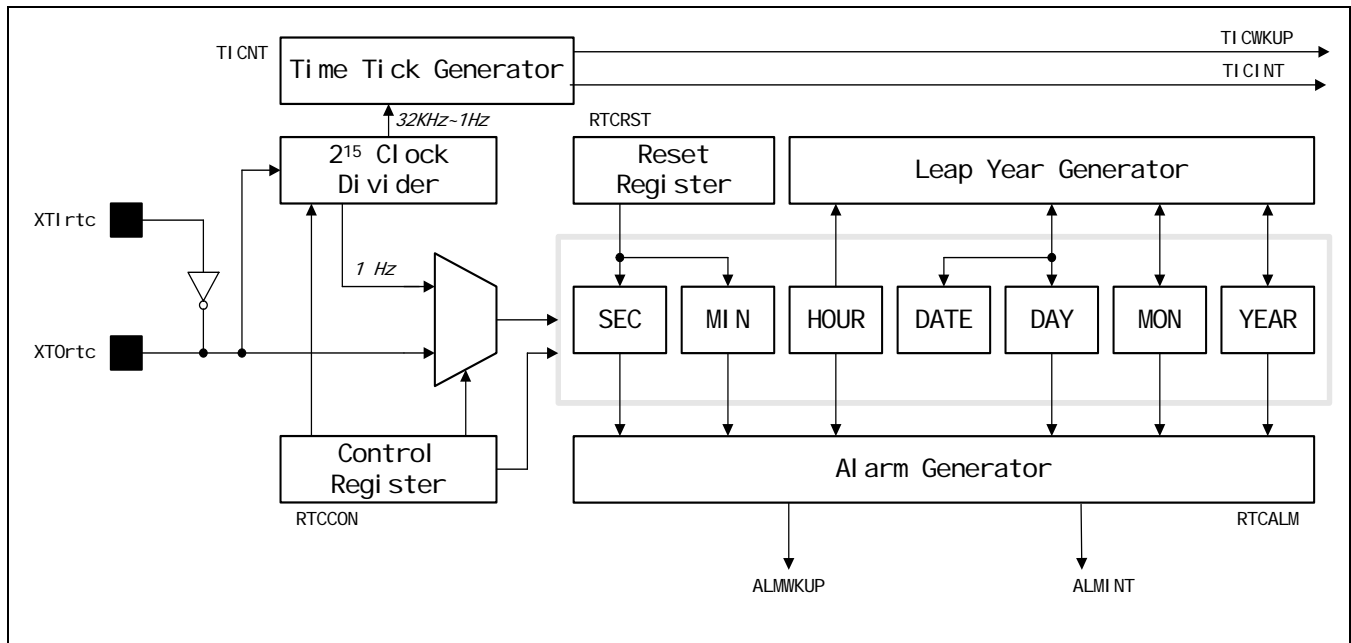 TICNT
Time Tick Generator
TICWKUP
TICINT
32KHz~1Hz
2¹⁵ Clock
Divider
RTCRST
Reset
Register
Leap Year Generator
XTIrtc
1 Hz
SEC
MIN
HOUR
DATE
DAY
MON
YEAR
XTOrtc
Control
Register
Alarm Generator
RTCCON
RTCALM
ALMWKUP
ALMINT